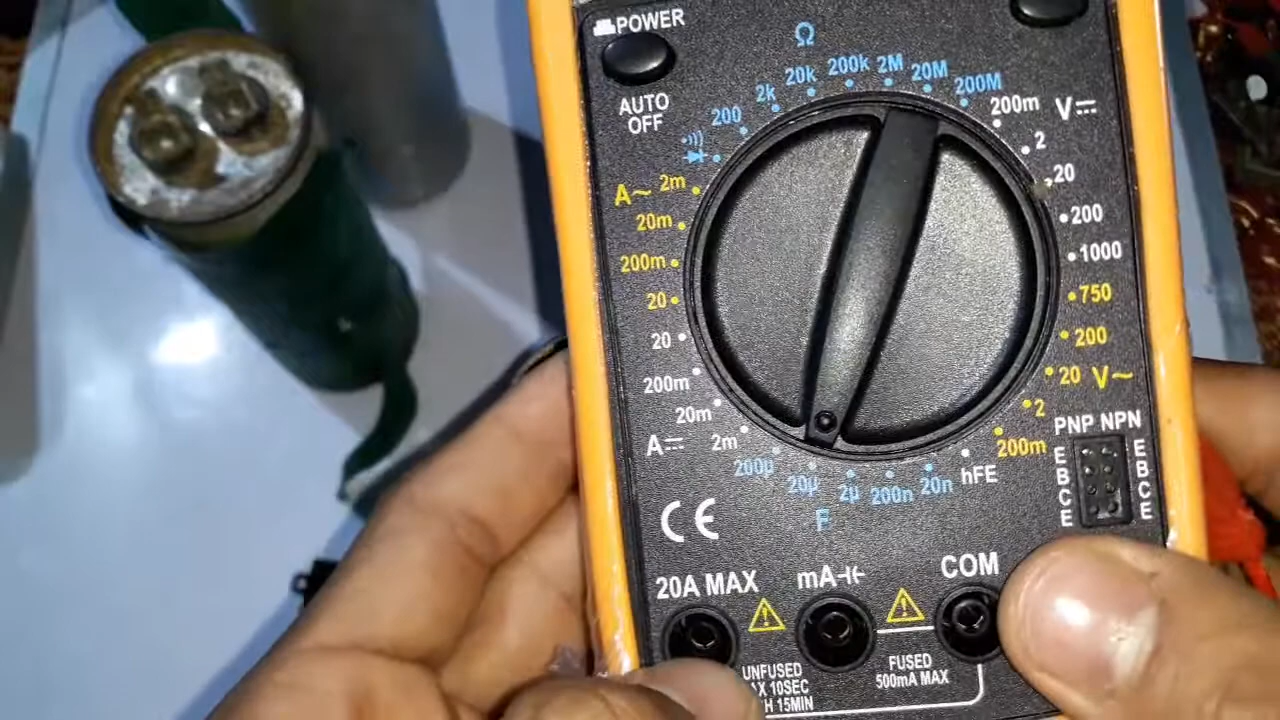 POWER
AUTO
OFF
Ω
200
2k
20k
200k
2M
20M
200M
200m
V⎓
2
20
200
1000
750
200
20
V~
2
200m
hFE
20n
200n
2µ
20µ
200µ
F
A⎓
2m
20m
200m
20
20
200m
20m
A~
2m
PNP NPN
E E
B B
C C
E E
CE
20A MAX
mA
COM
UNFUSED
10SEC
15MIN
FUSED
500mA MAX